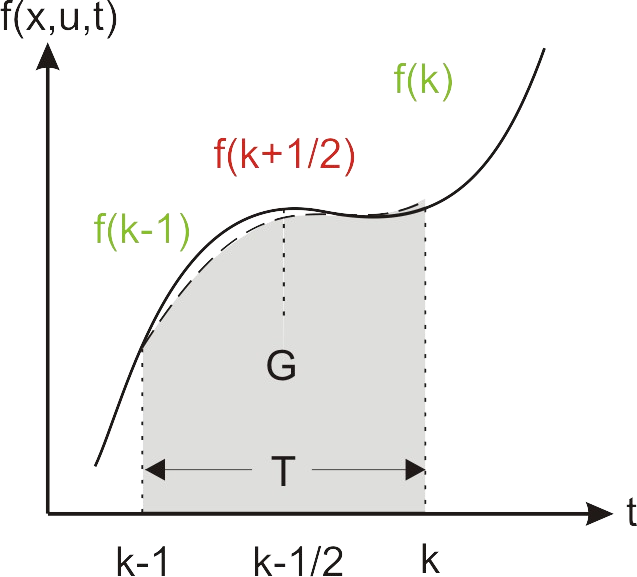 f(x,u,t)
f(k)
f(k+1/2)
f(k-1)
G
T
t
k-1
k-1/2
k